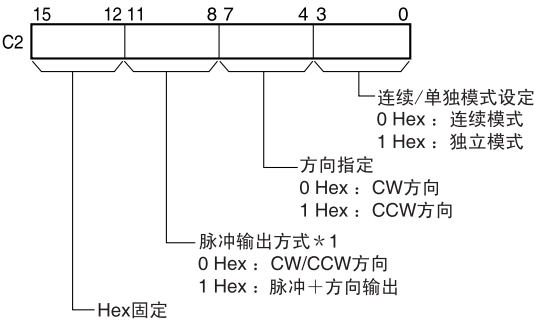 15 12 11 8 7 4 3 0
C2
连续/单独模式设定
0 Hex：连续模式
1 Hex：独立模式
方向指定
0 Hex：CW方向
1 Hex：CCW方向
脉冲输出方式＊1
0 Hex：CW/CCW方向
1 Hex：脉冲＋方向输出
Hex固定